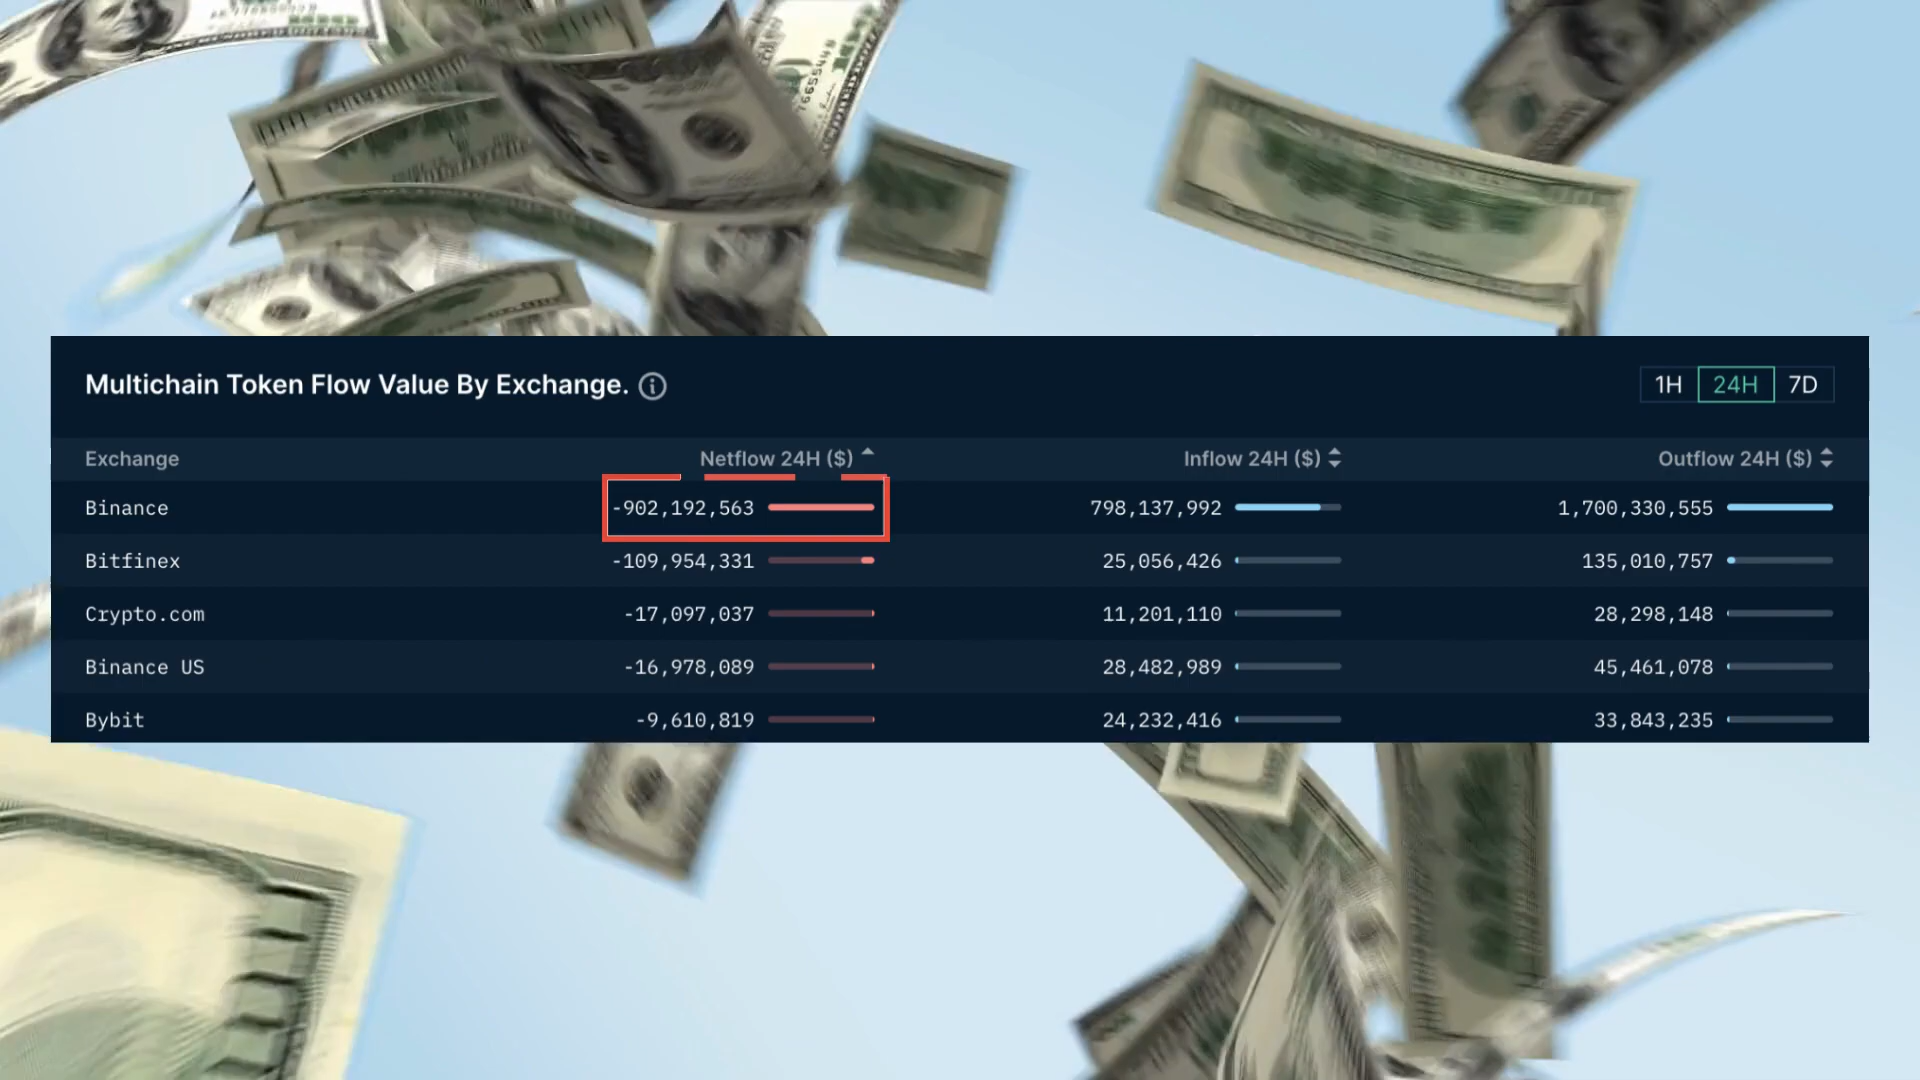 Multichain Token Flow Value By Exchange.
1H 24H 7D
Exchange Netflow 24H ($) Inflow 24H ($) Outflow 24H ($)
Binance -902,192,563 798,137,992 1,700,330,555
Bitfinex -109,954,331 25,056,426 135,010,757
Crypto.com -17,097,037 11,201,110 28,298,148
Binance US -16,978,089 28,482,989 45,461,078
Bybit -9,610,819 24,232,416 33,843,235